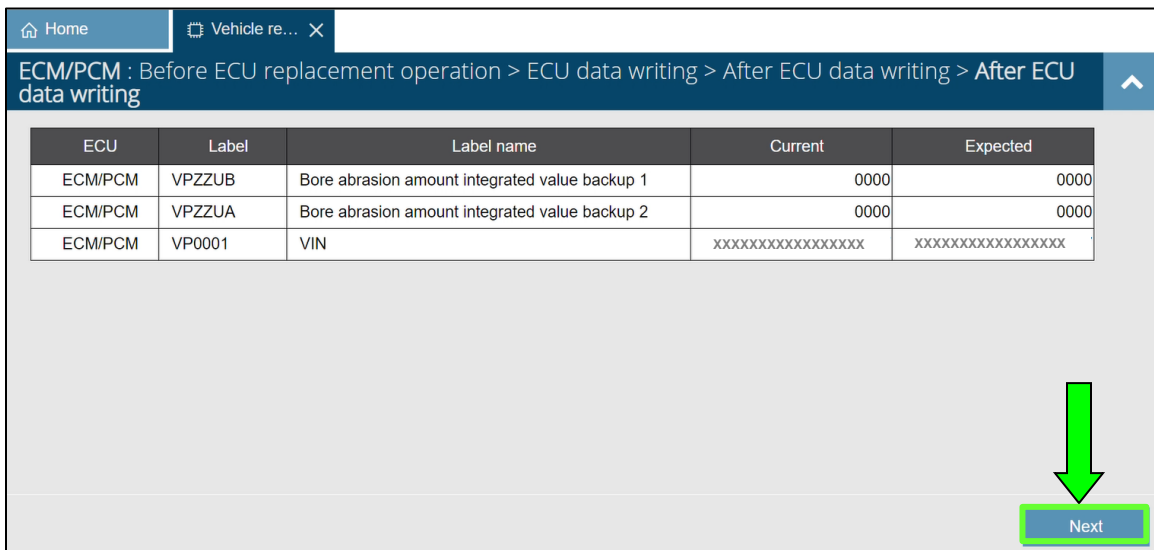 Home
Vehicle re...
ECM/PCM : Before ECU replacement operation > ECU data writing > After ECU data writing > After ECU
data writing
ECU Label Label name Current Expected
ECM/PCM VPZZUB Bore abrasion amount integrated value backup 1 0000 0000
ECM/PCM VPZZUA Bore abrasion amount integrated value backup 2 0000 0000
ECM/PCM VP0001 VIN xxxxxxxxxxxxxxxxx xxxxxxxxxxxxxxxxx
Next